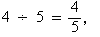 4 ÷ 5 = 4/5,